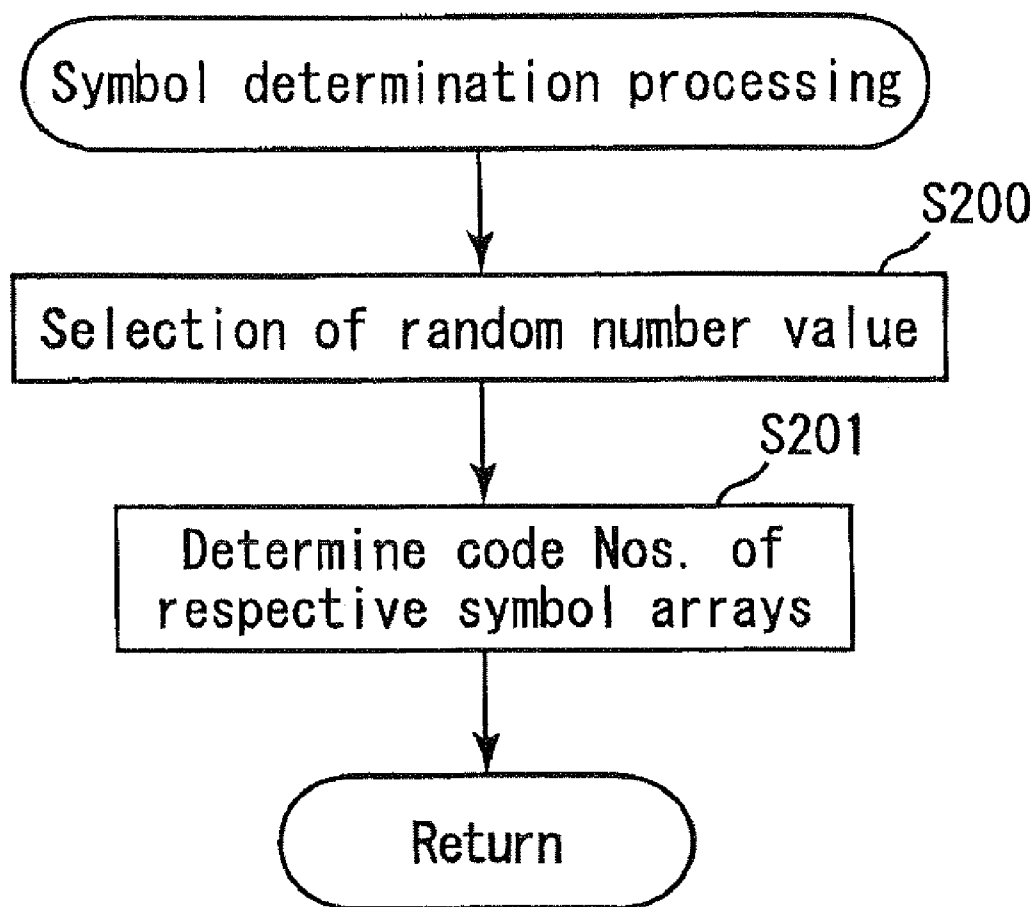 Symbol determination processing
S200
Selection of random number value
S201
Determine code Nos. of
respective symbol arrays
Return